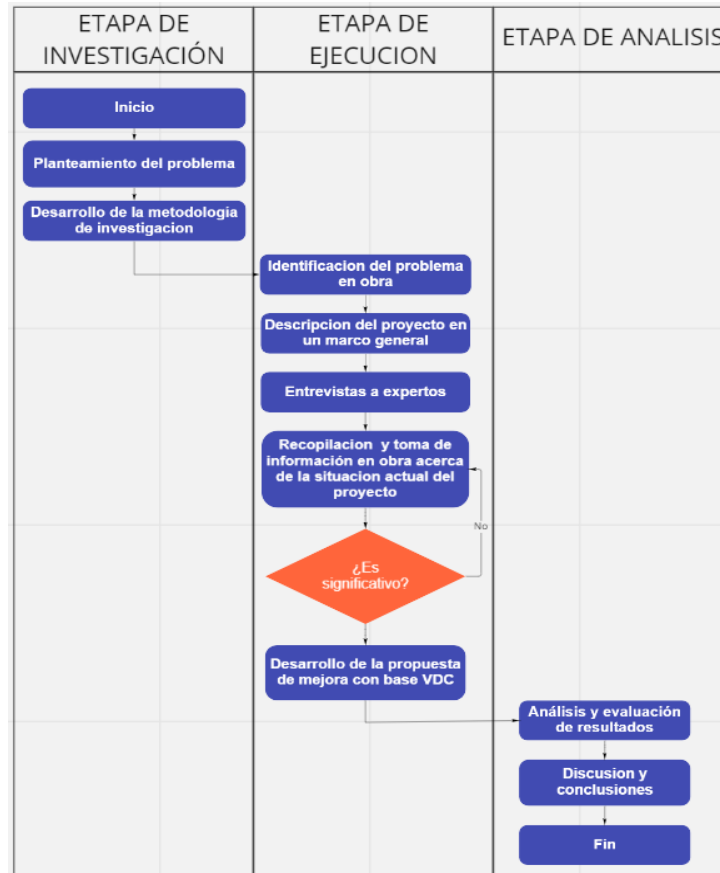 ETAPA DE
INVESTIGACIÓN
ETAPA DE
EJECUCION
ETAPA DE ANALISIS
Inicio
Planteamiento del problema
Desarrollo de la metodología
de investigacion
Identificacion del problema
en obra
Descripcion del proyecto en
un marco general
Entrevistas a expertos
Recopilacion y toma de
información en obra acerca
de la situacion actual del
proyecto
No
¿Es
significativo?
Desarrollo de la propuesta
de mejora con base VDC
Análisis y evaluación
de resultados
Discusion y
conclusiones
Fin